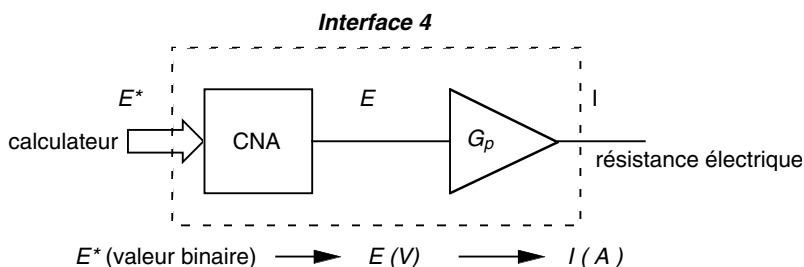 Interface 4
E* E I
calculateur CNA Gp
résistance électrique
E* (valeur binaire) E (V) I ( A )